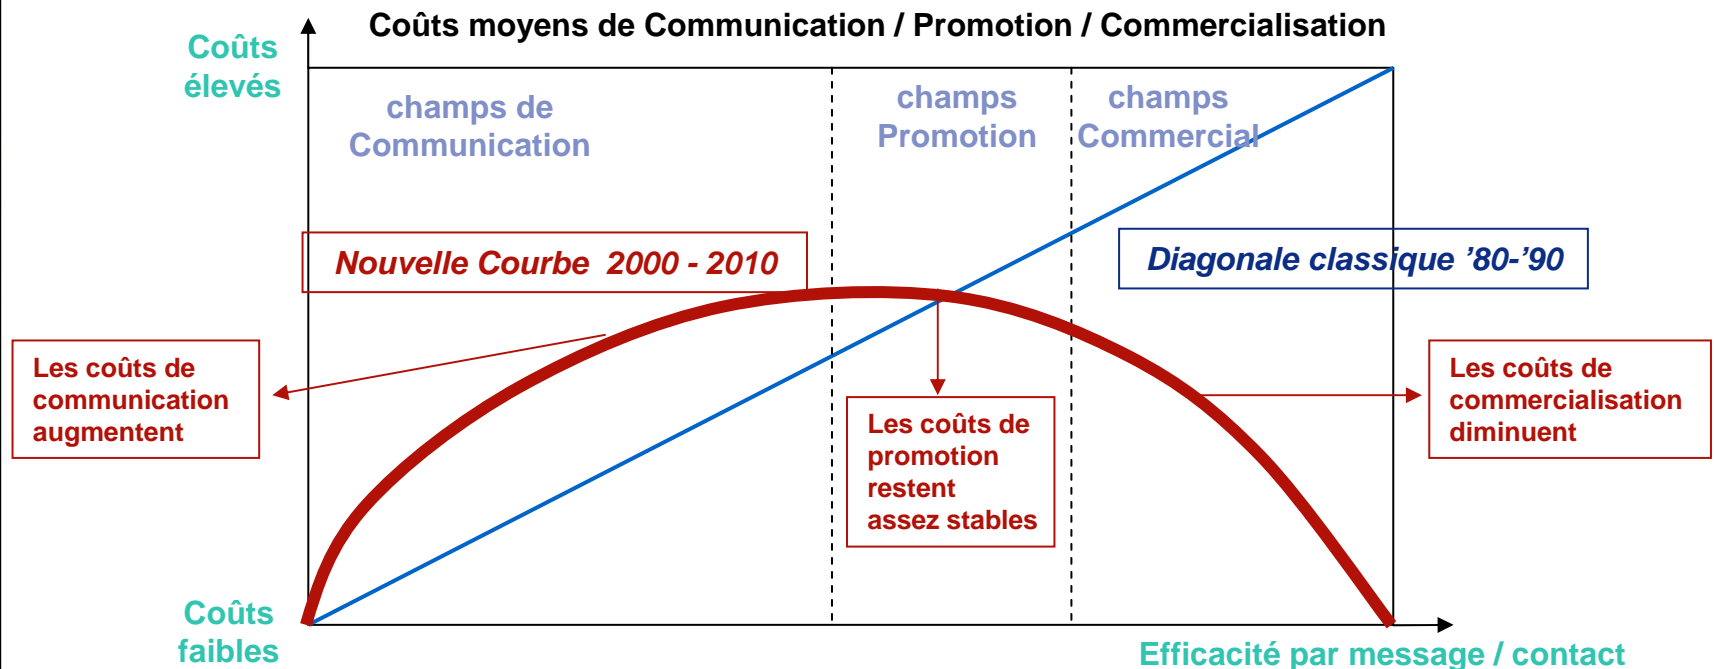 Coûts moyens de Communication / Promotion / Commercialisation
Coûts
élevés
champs de
Communication
champs
Promotion
champs
Commercial
Nouvelle Courbe 2000 - 2010
Diagonale classique ’80-’90
Les coûts de
communication
augmentent
Les coûts de
promotion
restent
assez stables
Les coûts de
commercialisation
diminuent
Coûts
faibles
Efficacité par message / contact